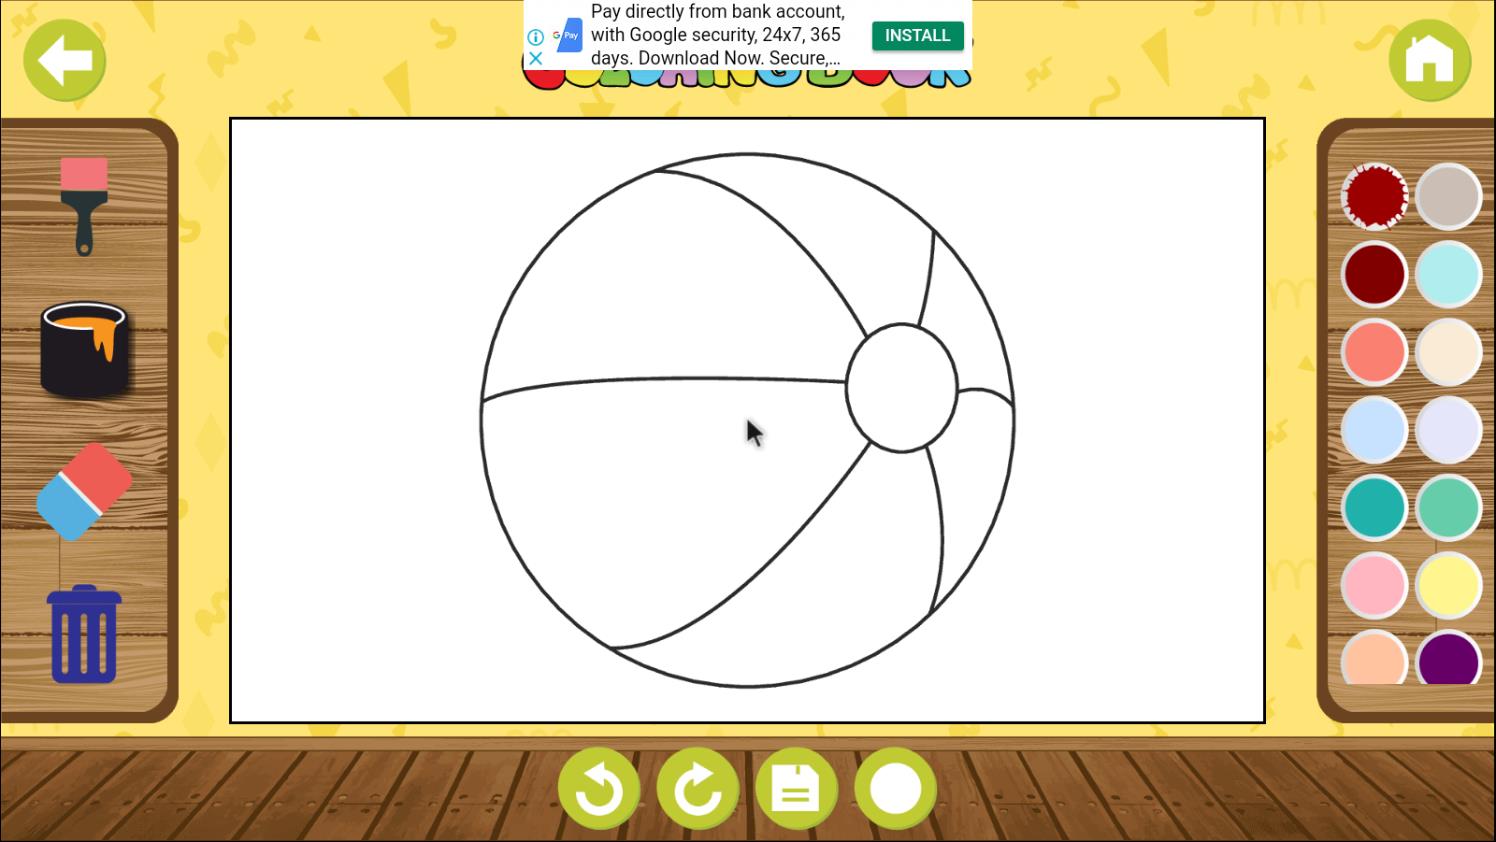 Pay directly from bank account,
with Google security, 24x7, 365
days. Download Now. Secure,...
G Pay
INSTALL